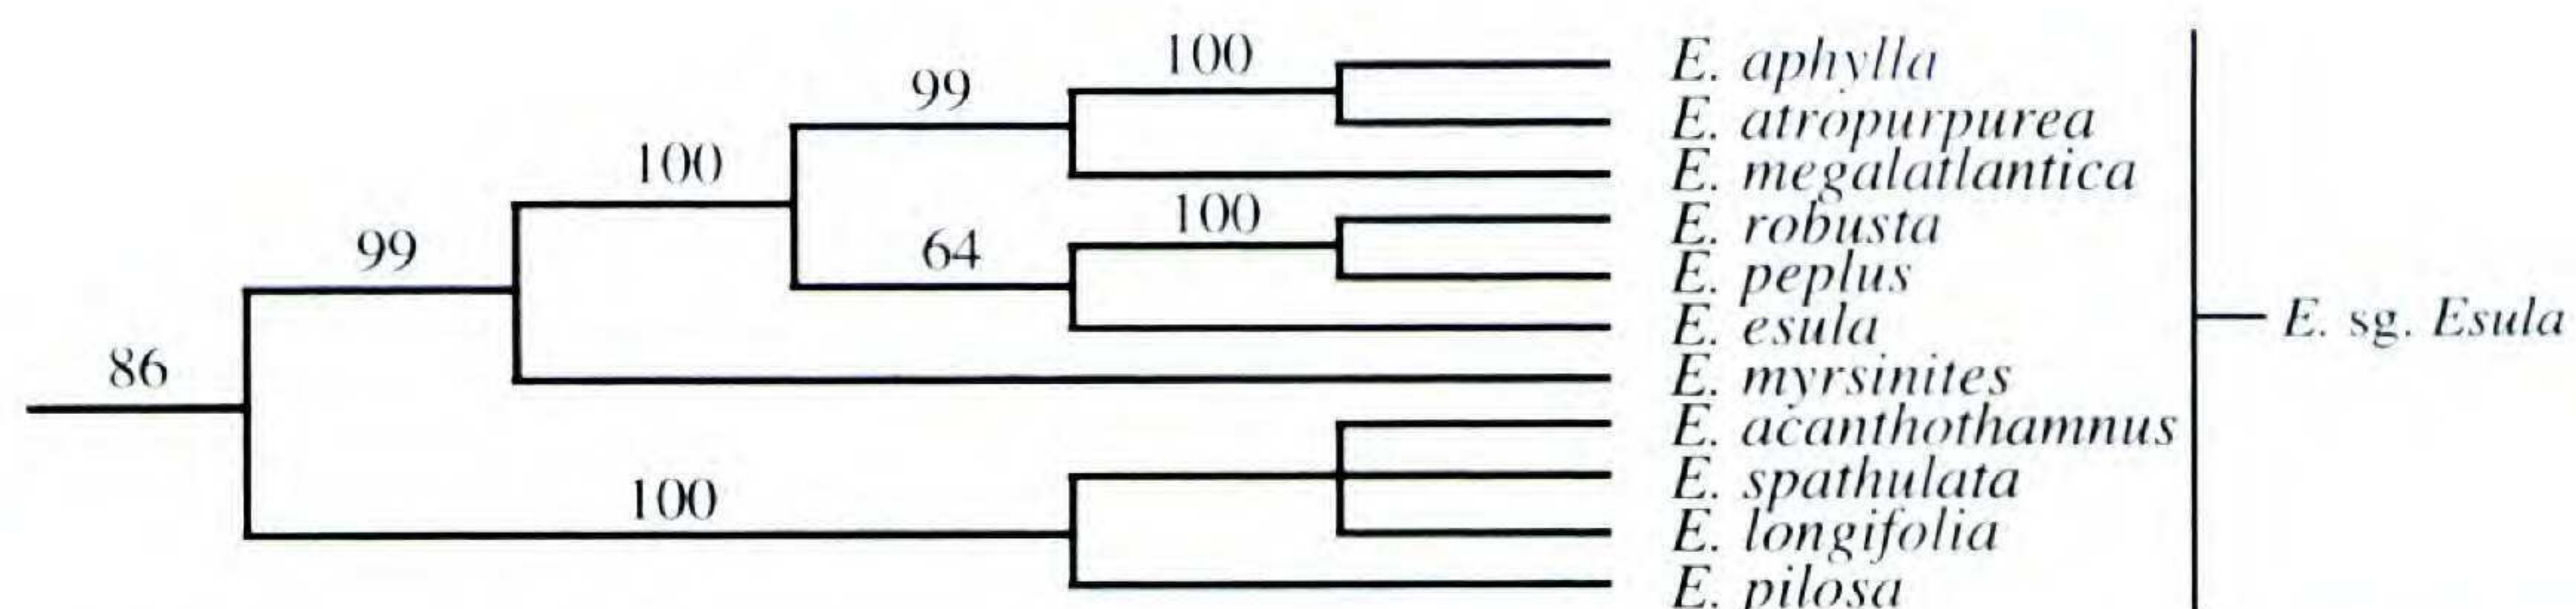 100
E. aphylla
99
E. atropurpurea
100
E. megalatlantica
100
E. robusta
99
64
E. peplus
E. sg. Esula
E. esula
86
E. myrsinites
E. acanthothamnus
E. spathulata
100
E. longifolia
E. pilosa